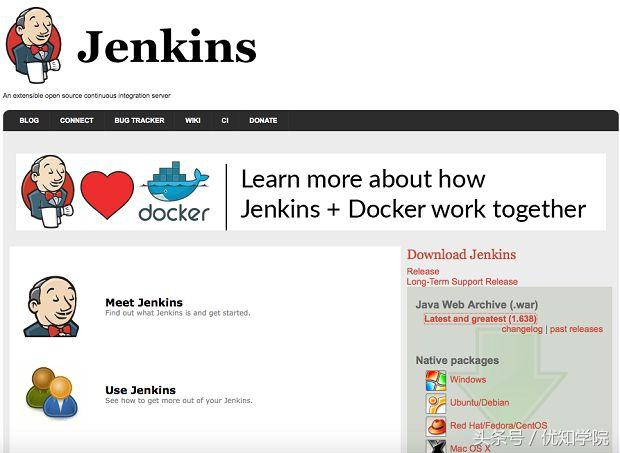 Jenkins
An extensible open source continuous integration server
BLOG CONNECT BUG TRACKER WIKI CI DONATE
docker
Learn more about how
Jenkins + Docker work together
Meet Jenkins
Find out what Jenkins is and get started.
Use Jenkins
See how to get more out of your Jenkins.
Download Jenkins
Release
Long-Term Support Release
Java Web Archive (.war)
Latest and greatest (1.638)
changelog | past releases
Native packages
Windows
Ubuntu/Debian
Red Hat/Fedora/CentOS
Mac OS X
头条号 / 优知学院